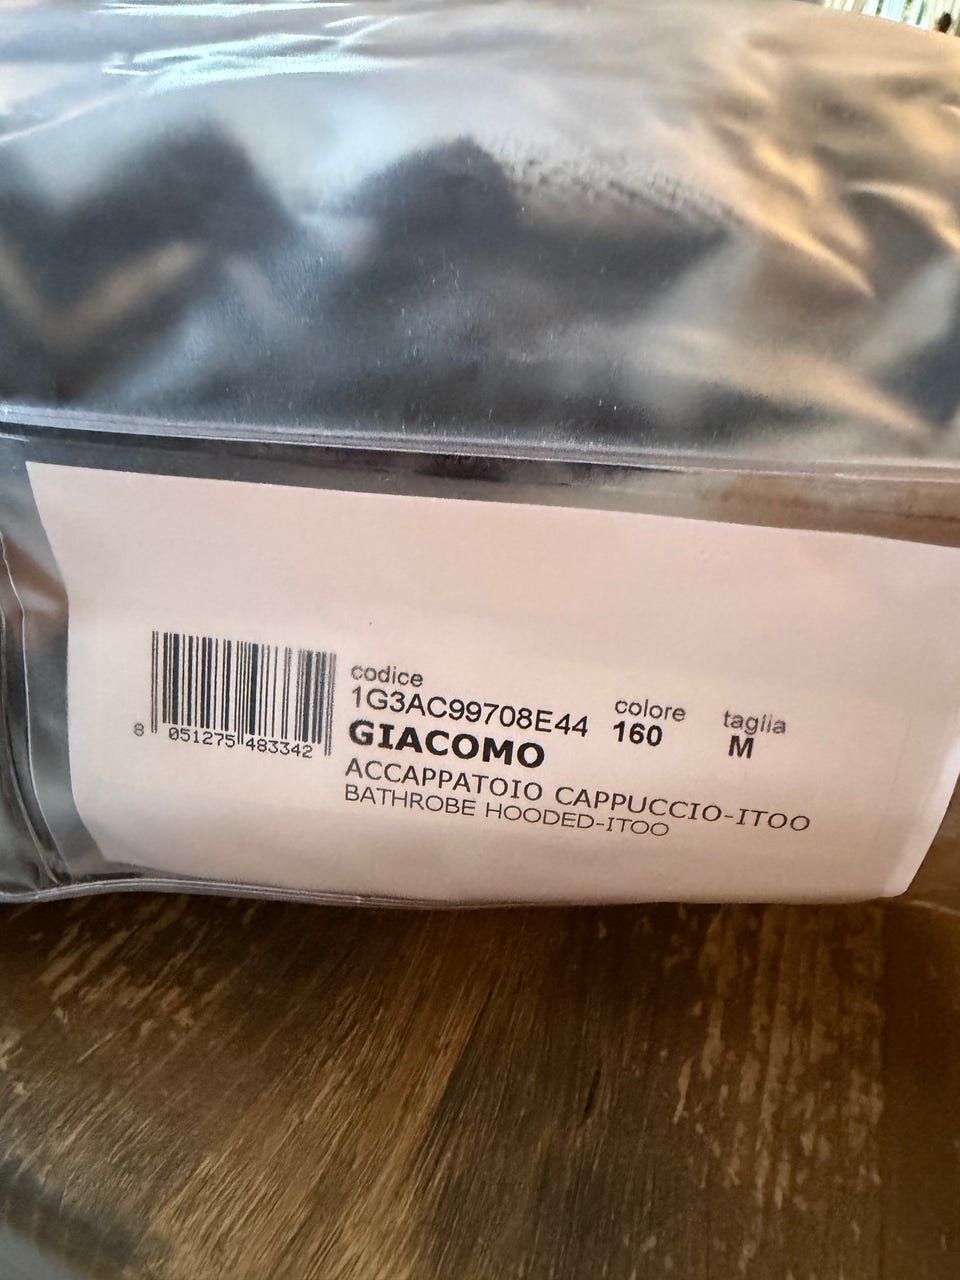 codice
1G3AC99708E44
colore
160
taglia
M
GIACOMO
ACCAPPATOIO CAPPUCCIO-ITOO
BATHROBE HOODED-ITOO
8 051275 483342